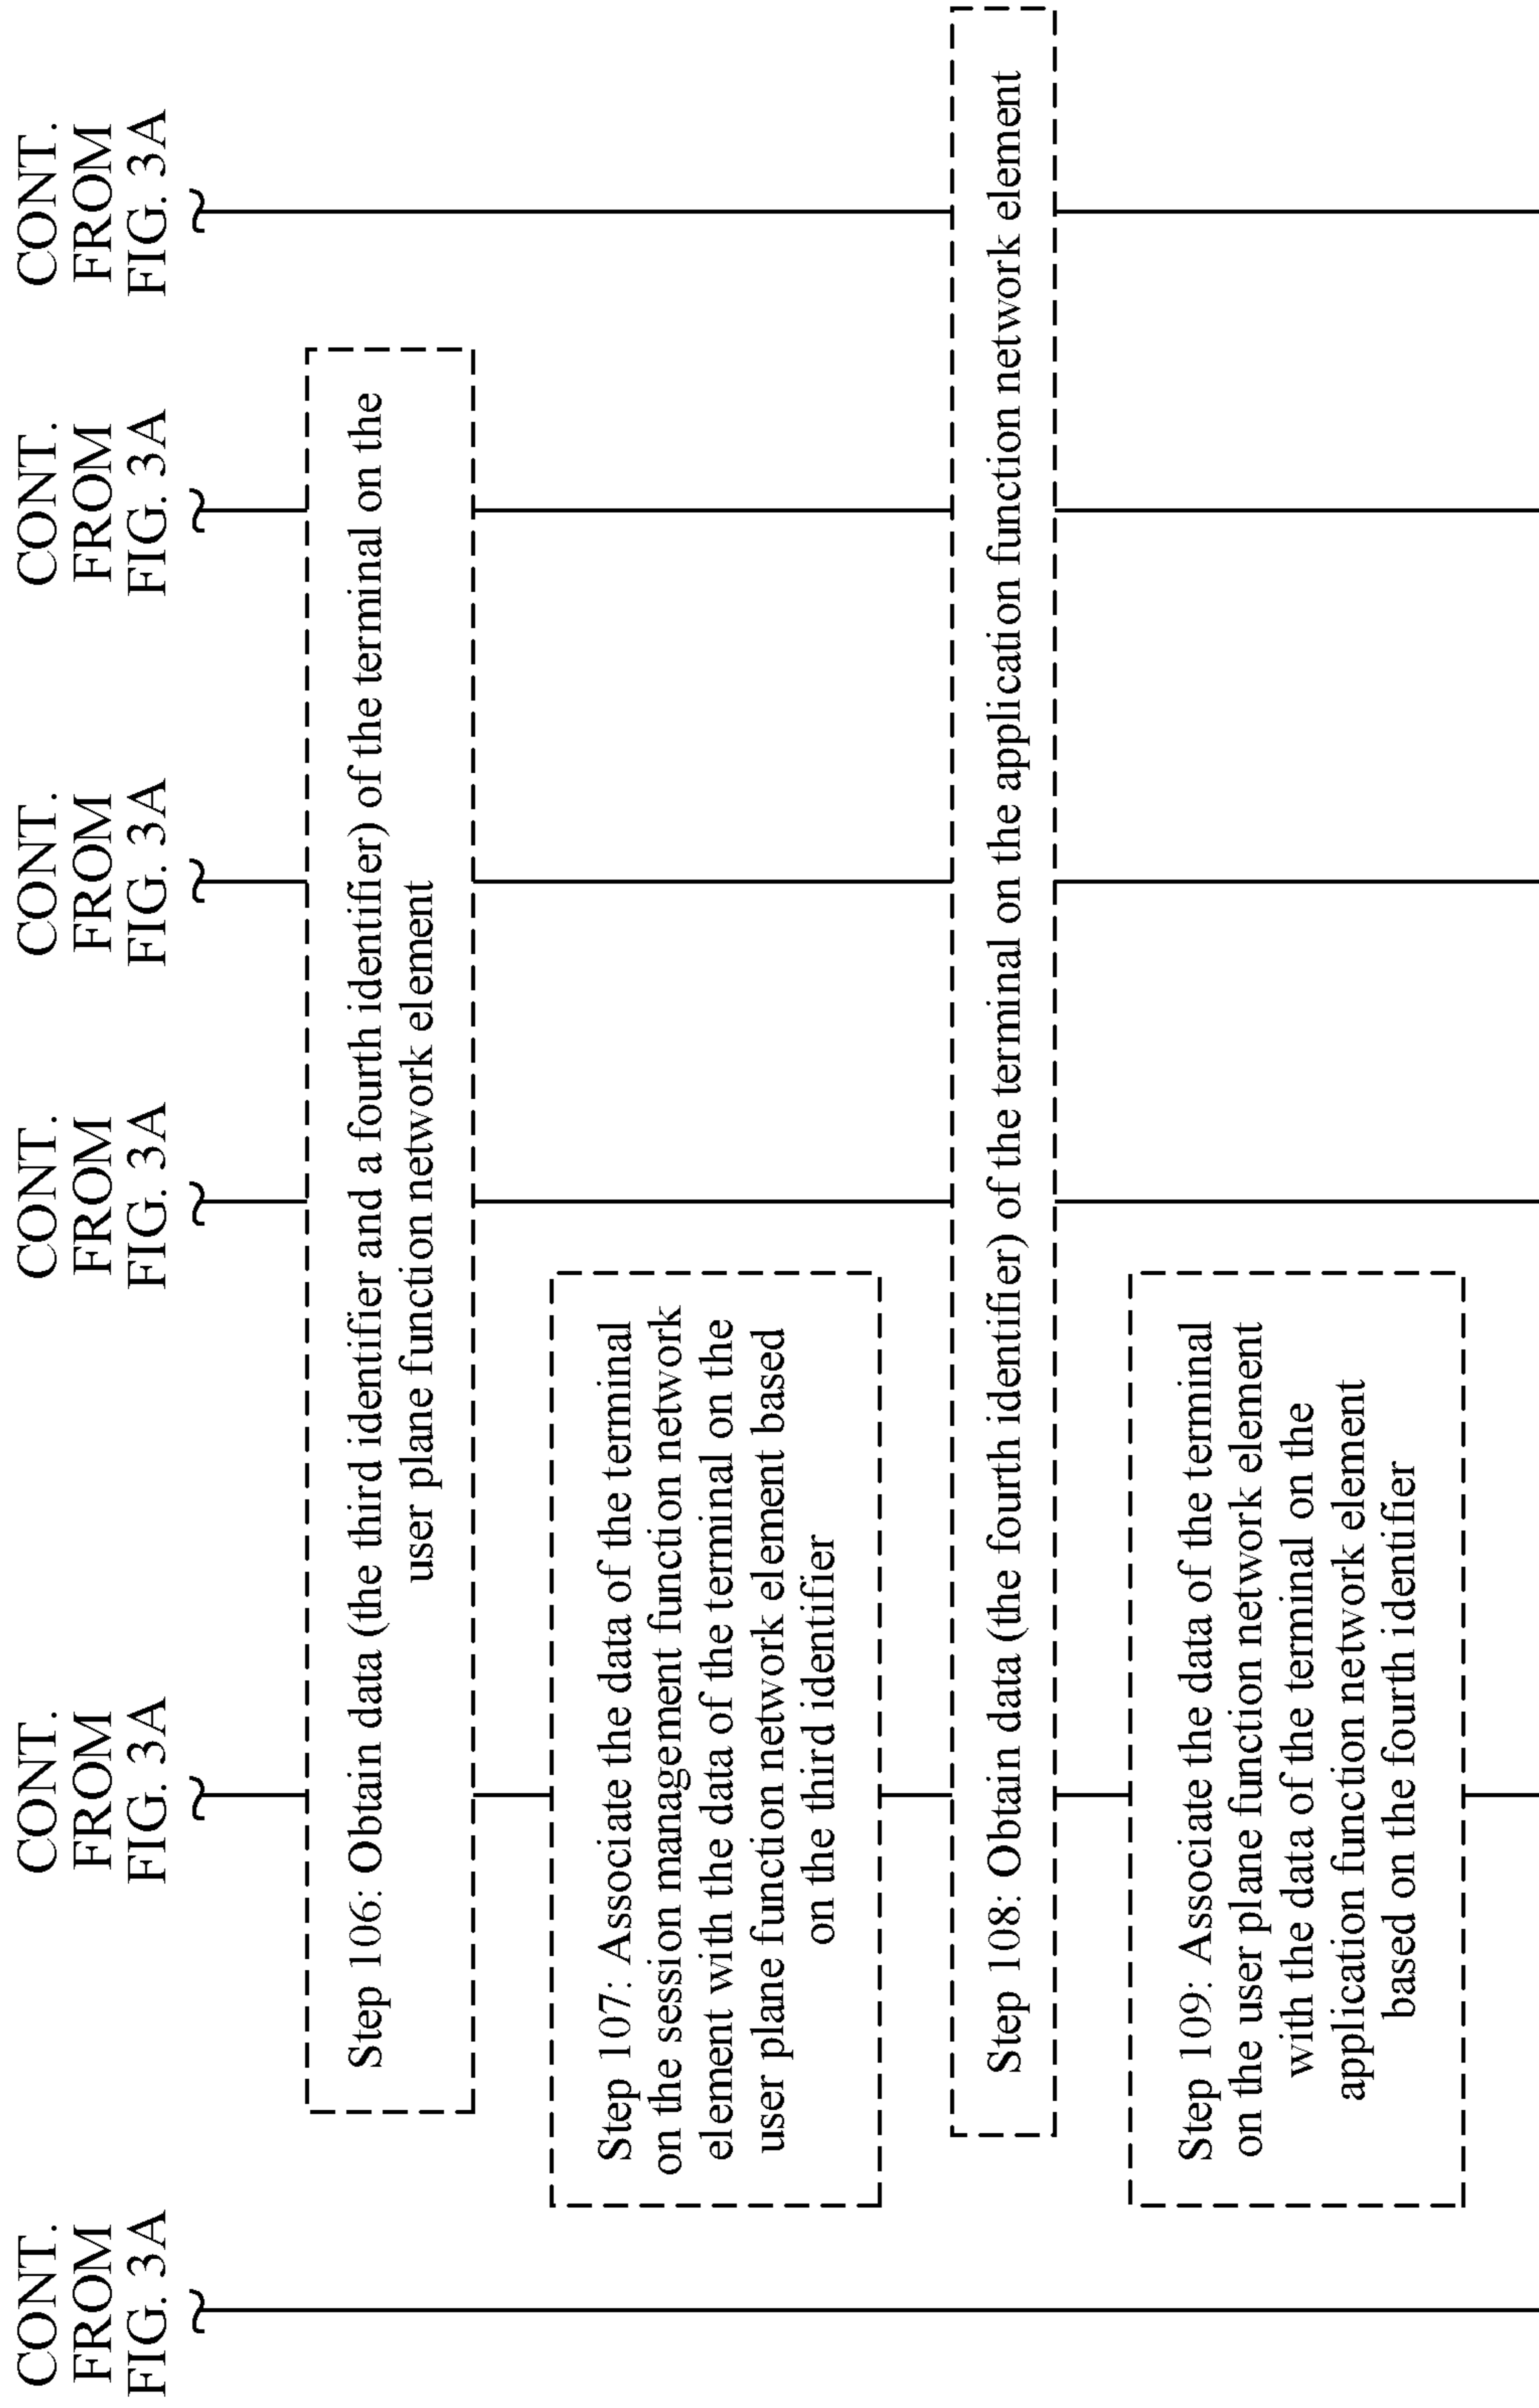 CONT.
FROM
FIG. 3A
CONT.
FROM
FIG. 3A
CONT.
FROM
FIG. 3A
CONT.
FROM
FIG. 3A
CONT.
FROM
FIG. 3A
CONT.
FROM
FIG. 3A
Step 106: Obtain data (the third identifier and a fourth identifier) of the terminal on the
user plane function network element
Step 107: Associate the data of the terminal
on the session management function network
element with the data of the terminal on the
user plane function network element based
on the third identifier
Step 108: Obtain data (the fourth identifier) of the terminal on the application function network element
Step 109: Associate the data of the terminal
on the user plane function network element
with the data of the terminal on the
application function network element
based on the fourth identifier